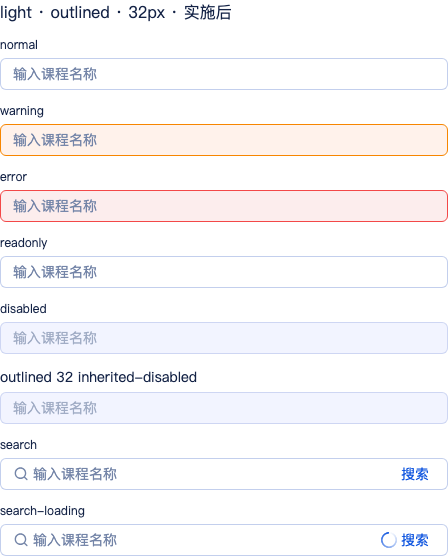 light · outlined · 32px · 实施后
normal
输入课程名称
warning
输入课程名称
error
输入课程名称
readonly
输入课程名称
disabled
输入课程名称
outlined 32 inherited-disabled
输入课程名称
search
输入课程名称 搜索
search-loading
输入课程名称 搜索